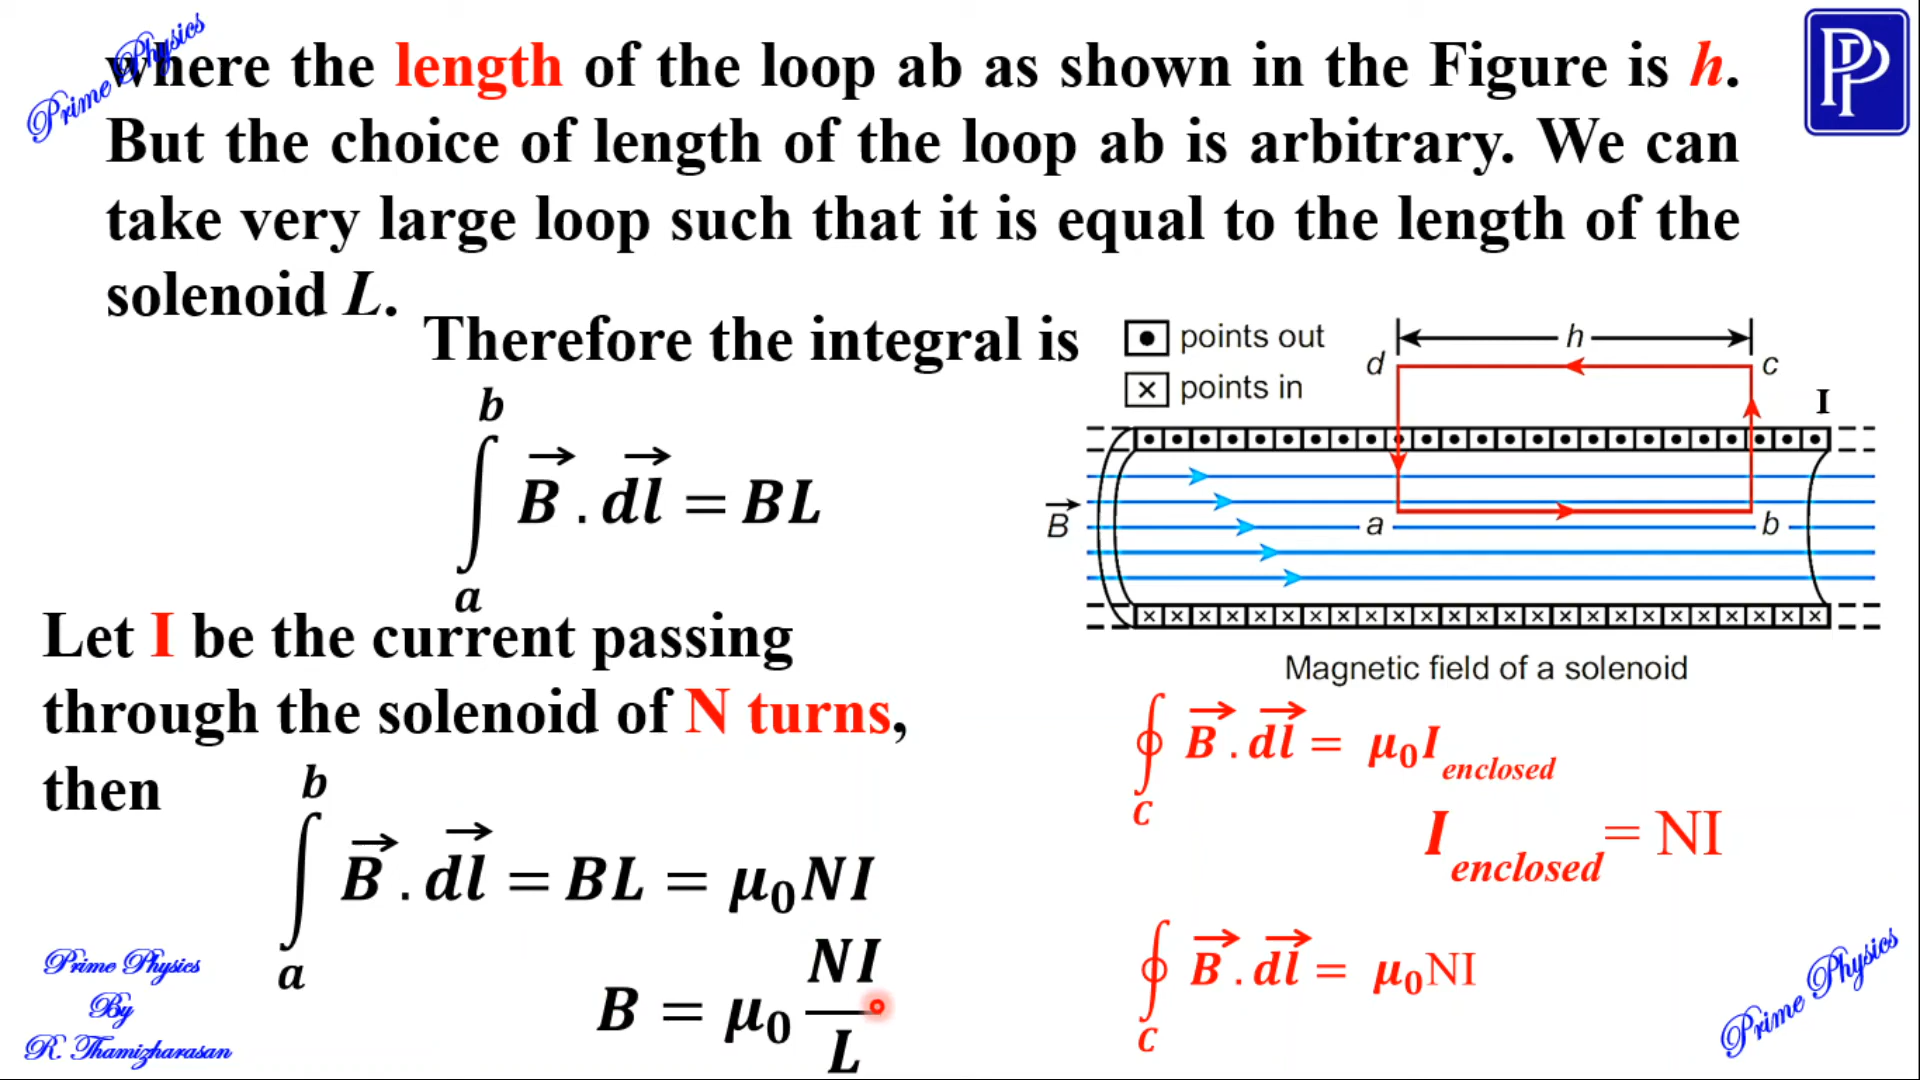 Prime Physics
where the length of the loop ab as shown in the Figure is h.
But the choice of length of the loop ab is arbitrary. We can
take very large loop such that it is equal to the length of the
solenoid L.
PP
Therefore the integral is
b
∫ B⃗ . dl⃗ = BL
a
Let I be the current passing
through the solenoid of N turns,
then
b
∫ B⃗ . dl⃗ = BL = μ₀NI
a
B = μ₀ NI/L
points out
points in
h
d
c
I
B⃗
a
b
Magnetic field of a solenoid
∮ B⃗ . dl⃗ = μ₀I enclosed
C
I enclosed = NI
∮ B⃗ . dl⃗ = μ₀NI
C
Prime Physics
By
R. Thamizharasan
Prime Physics